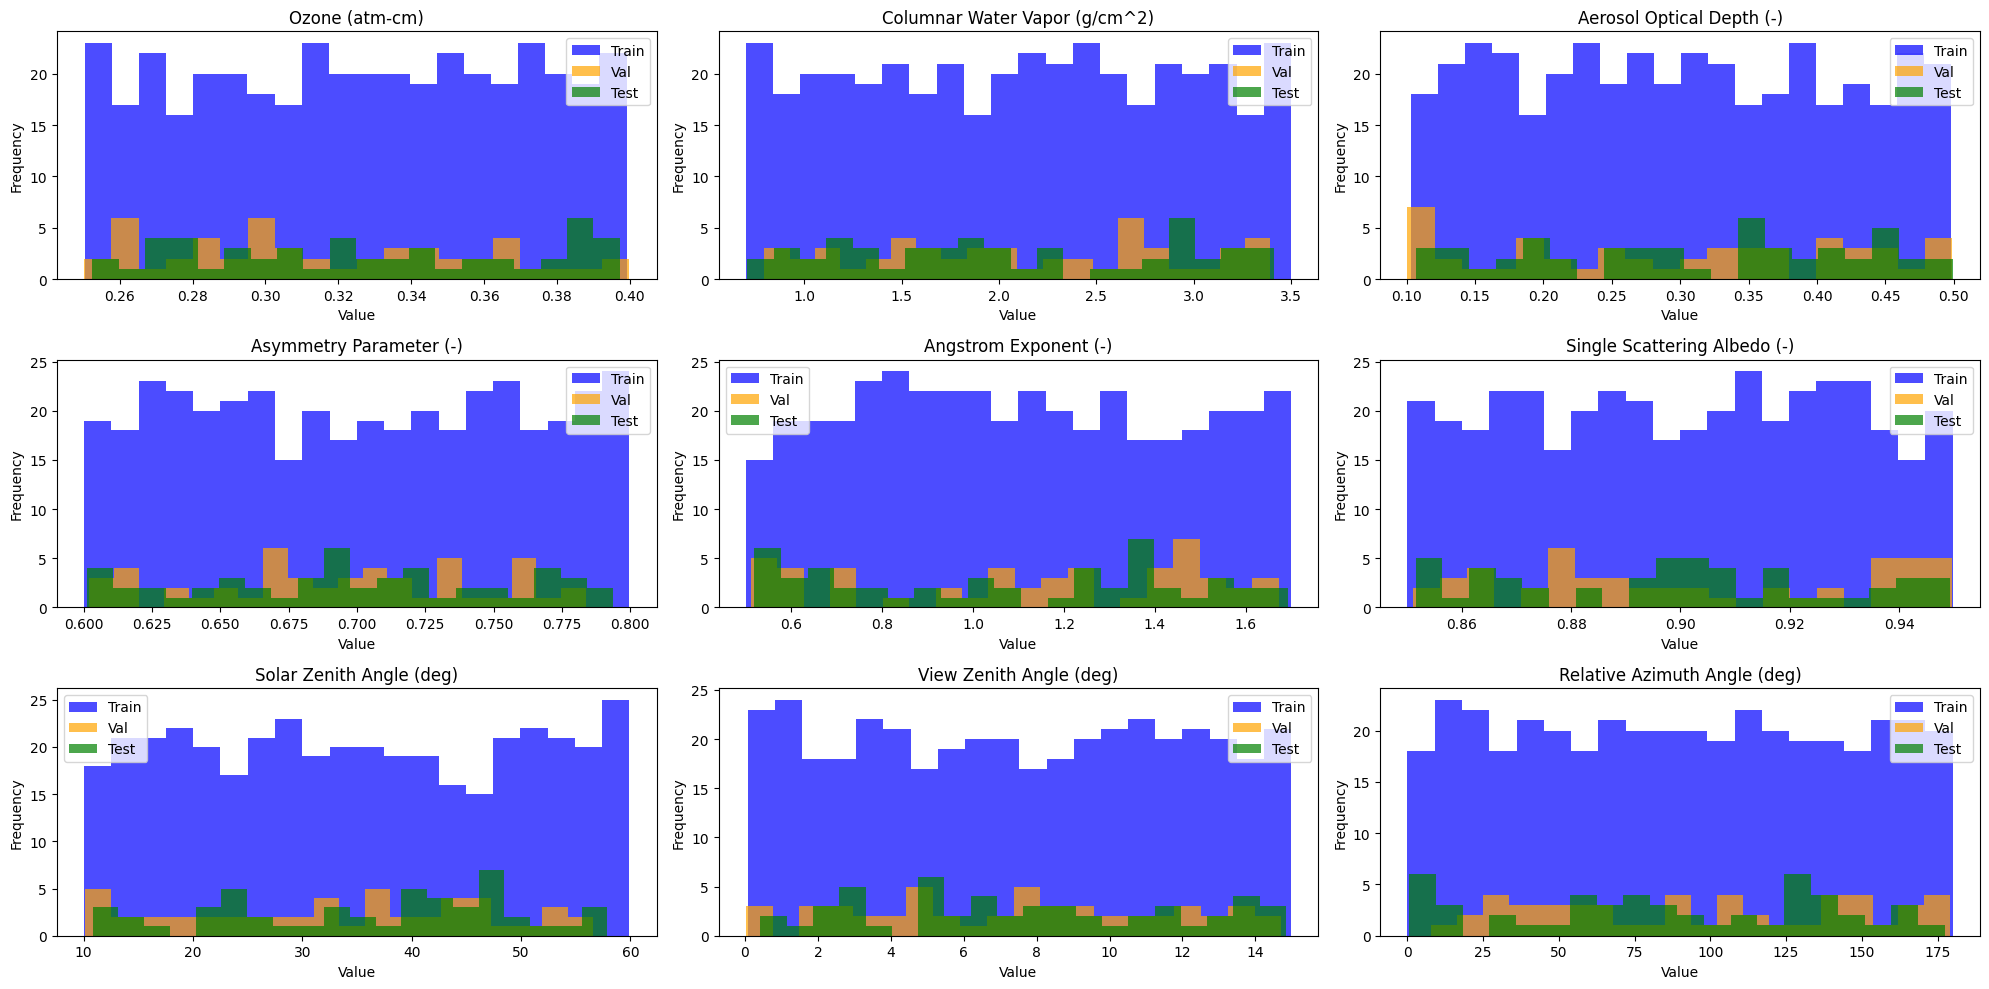 Ozone (atm-cm)
Frequency
20
15
10
5
0
0.26 0.28 0.30 0.32 0.34 0.36 0.38 0.40
Value
Train
Val
Test
Columnar Water Vapor (g/cm^2)
Frequency
20
15
10
5
0
1.0 1.5 2.0 2.5 3.0 3.5
Value
Train
Val
Test
Aerosol Optical Depth (-)
Frequency
20
15
10
5
0
0.10 0.15 0.20 0.25 0.30 0.35 0.40 0.45 0.50
Value
Train
Val
Test
Asymmetry Parameter (-)
Frequency
25
20
15
10
5
0
0.600 0.625 0.650 0.675 0.700 0.725 0.750 0.775 0.800
Value
Train
Val
Test
Angstrom Exponent (-)
Frequency
25
20
15
10
5
0
0.6 0.8 1.0 1.2 1.4 1.6
Value
Train
Val
Test
Single Scattering Albedo (-)
Frequency
25
20
15
10
5
0
0.86 0.88 0.90 0.92 0.94
Value
Train
Val
Test
Solar Zenith Angle (deg)
Frequency
25
20
15
10
5
0
10 20 30 40 50 60
Value
Train
Val
Test
View Zenith Angle (deg)
Frequency
25
20
15
10
5
0
0 2 4 6 8 10 12 14
Value
Train
Val
Test
Relative Azimuth Angle (deg)
Frequency
20
15
10
5
0
0 25 50 75 100 125 150 175
Value
Train
Val
Test